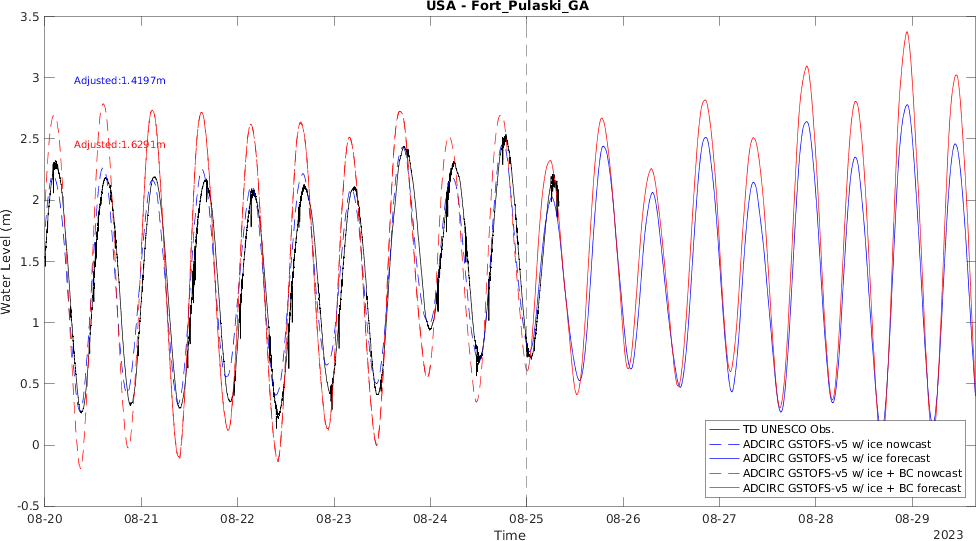 USA - Fort_Pulaski_GA
3.5
3
2.5
2
1.5
1
0.5
0
-0.5
Water Level (m)
Adjusted:1.4197m
Adjusted:1.6291m
TD UNESCO Obs.
ADCIRC GSTOFS-v5 w/ ice nowcast
ADCIRC GSTOFS-v5 w/ ice forecast
ADCIRC GSTOFS-v5 w/ ice + BC nowcast
ADCIRC GSTOFS-v5 w/ ice + BC forecast
08-20 08-21 08-22 08-23 08-24 08-25 08-26 08-27 08-28 08-29
Time
2023